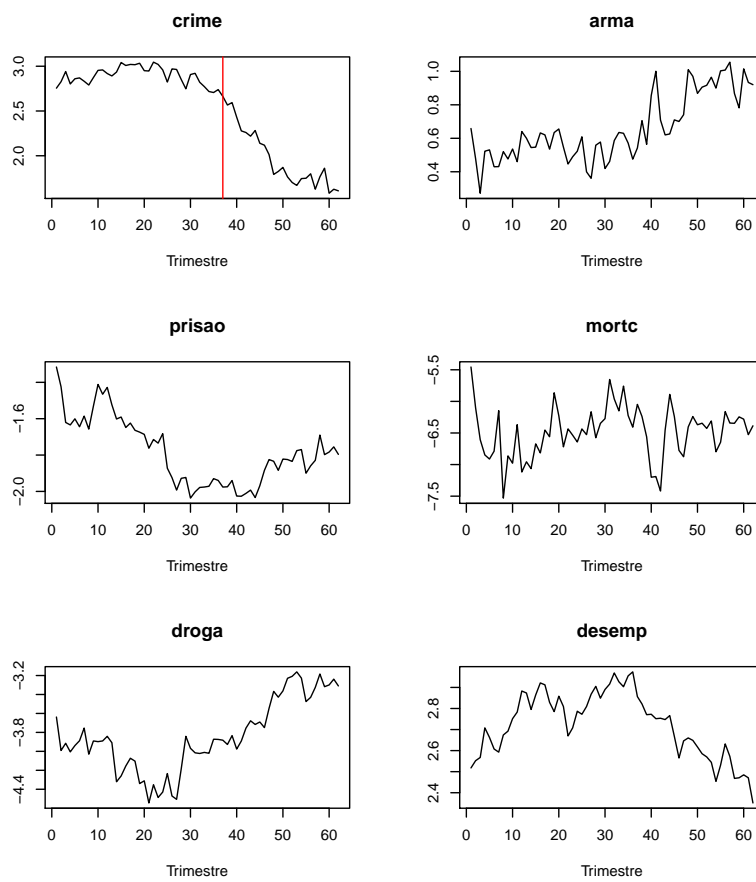 crime
3.0
2.5
2.0
0 10 20 30 40 50 60
Trimestre
arma
1.0
0.8
0.6
0.4
0 10 20 30 40 50 60
Trimestre
prisao
−1.6
−2.0
0 10 20 30 40 50 60
Trimestre
mortc
−5.5
−6.5
−7.5
0 10 20 30 40 50 60
Trimestre
droga
−3.2
−3.8
−4.4
0 10 20 30 40 50 60
Trimestre
desemp
2.8
2.6
2.4
0 10 20 30 40 50 60
Trimestre